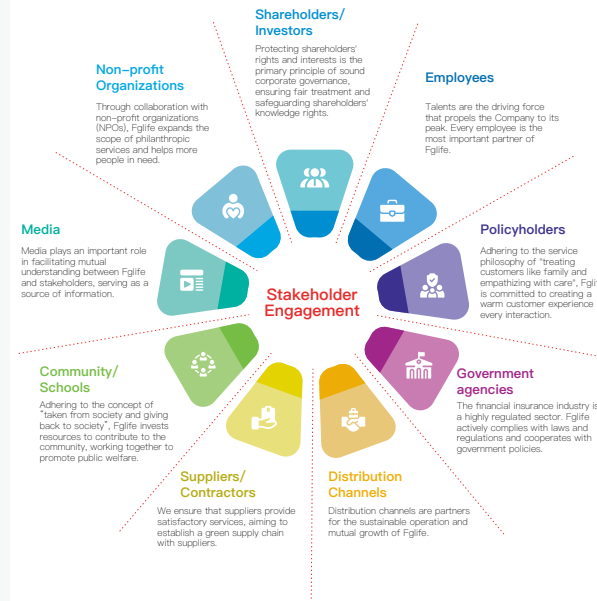 Shareholders/
Investors
Protecting shareholders'
rights and interests is the
primary principle of sound
corporate governance,
ensuring fair treatment and
safeguarding shareholders'
knowledge rights.
Non-profit
Organizations
Through collaboration with
non-profit organizations
(NPOs), Fglife expands the
scope of philanthropic
services and helps more
people in need.
Employees
Talents are the driving force
that propels the Company to its
peak. Every employee is the
most important partner of
Fglife.
Media
Media plays an important role
in facilitating mutual
understanding between Fglife
and stakeholders, serving as a
source of information.
Policyholders
Adhering to the service
philosophy of "treating
customers like family and
empathizing with care", Fgli
is committed to creating a
warm customer experience
every interaction.
Stakeholder
Engagement
Community/
Schools
Adhering to the concept of
"taken from society and giving
back to society", Fglife invests
resources to contribute to the
community, working together to
promote public welfare.
Government
agencies
The financial insurance industry is
a highly regulated sector. Fglife
actively complies with laws and
regulations and cooperates with
government policies.
Suppliers/
Contractors
We ensure that suppliers provide
satisfactory services, aiming to
establish a green supply chain
with suppliers.
Distribution
Channels
Distribution channels are partners
for the sustainable operation and
mutual growth of Fglife.